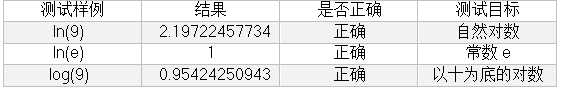 测试样例 结果 是否正确 测试目标
ln(9) 2.19722457734 正确 自然对数
ln(e) 1 正确 常数 e
log(9) 0.95424250943 正确 以十为底的对数